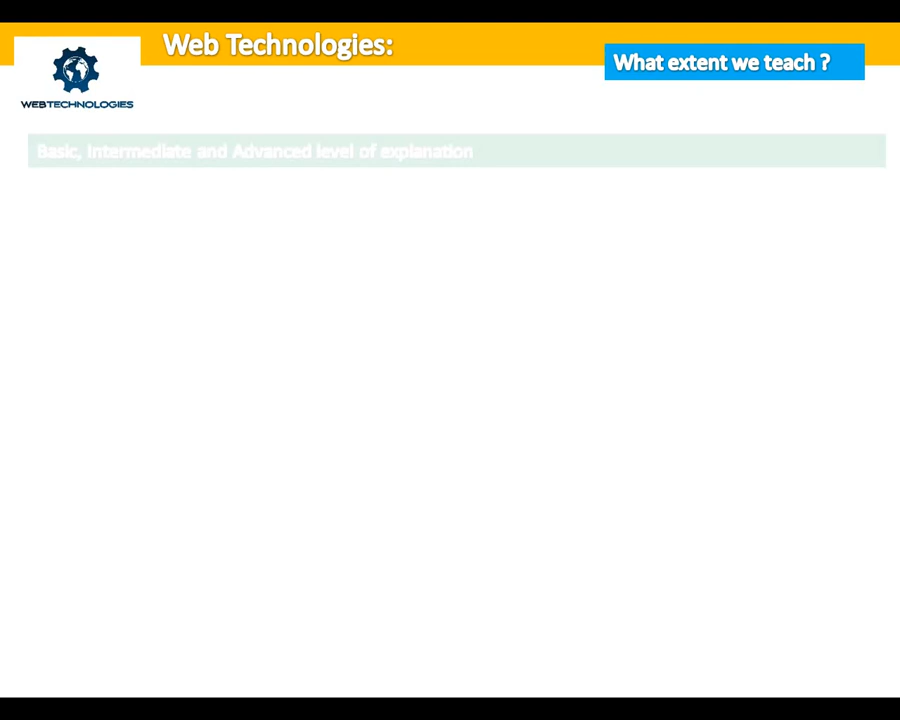 Web Technologies:
What extent we teach ?
WEBTECHNOLOGIES
Basic, Intermediate and Advanced level of explanation